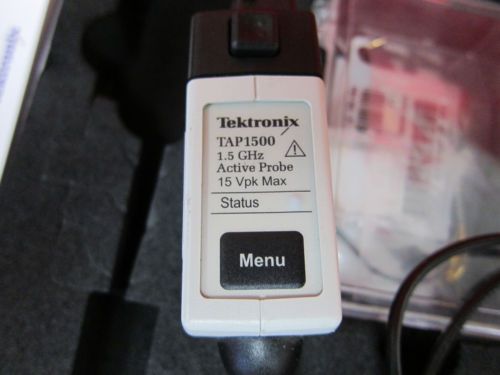 Tektronix
TAP1500
1.5 GHz
Active Probe
15 Vpk Max
Status
Menu